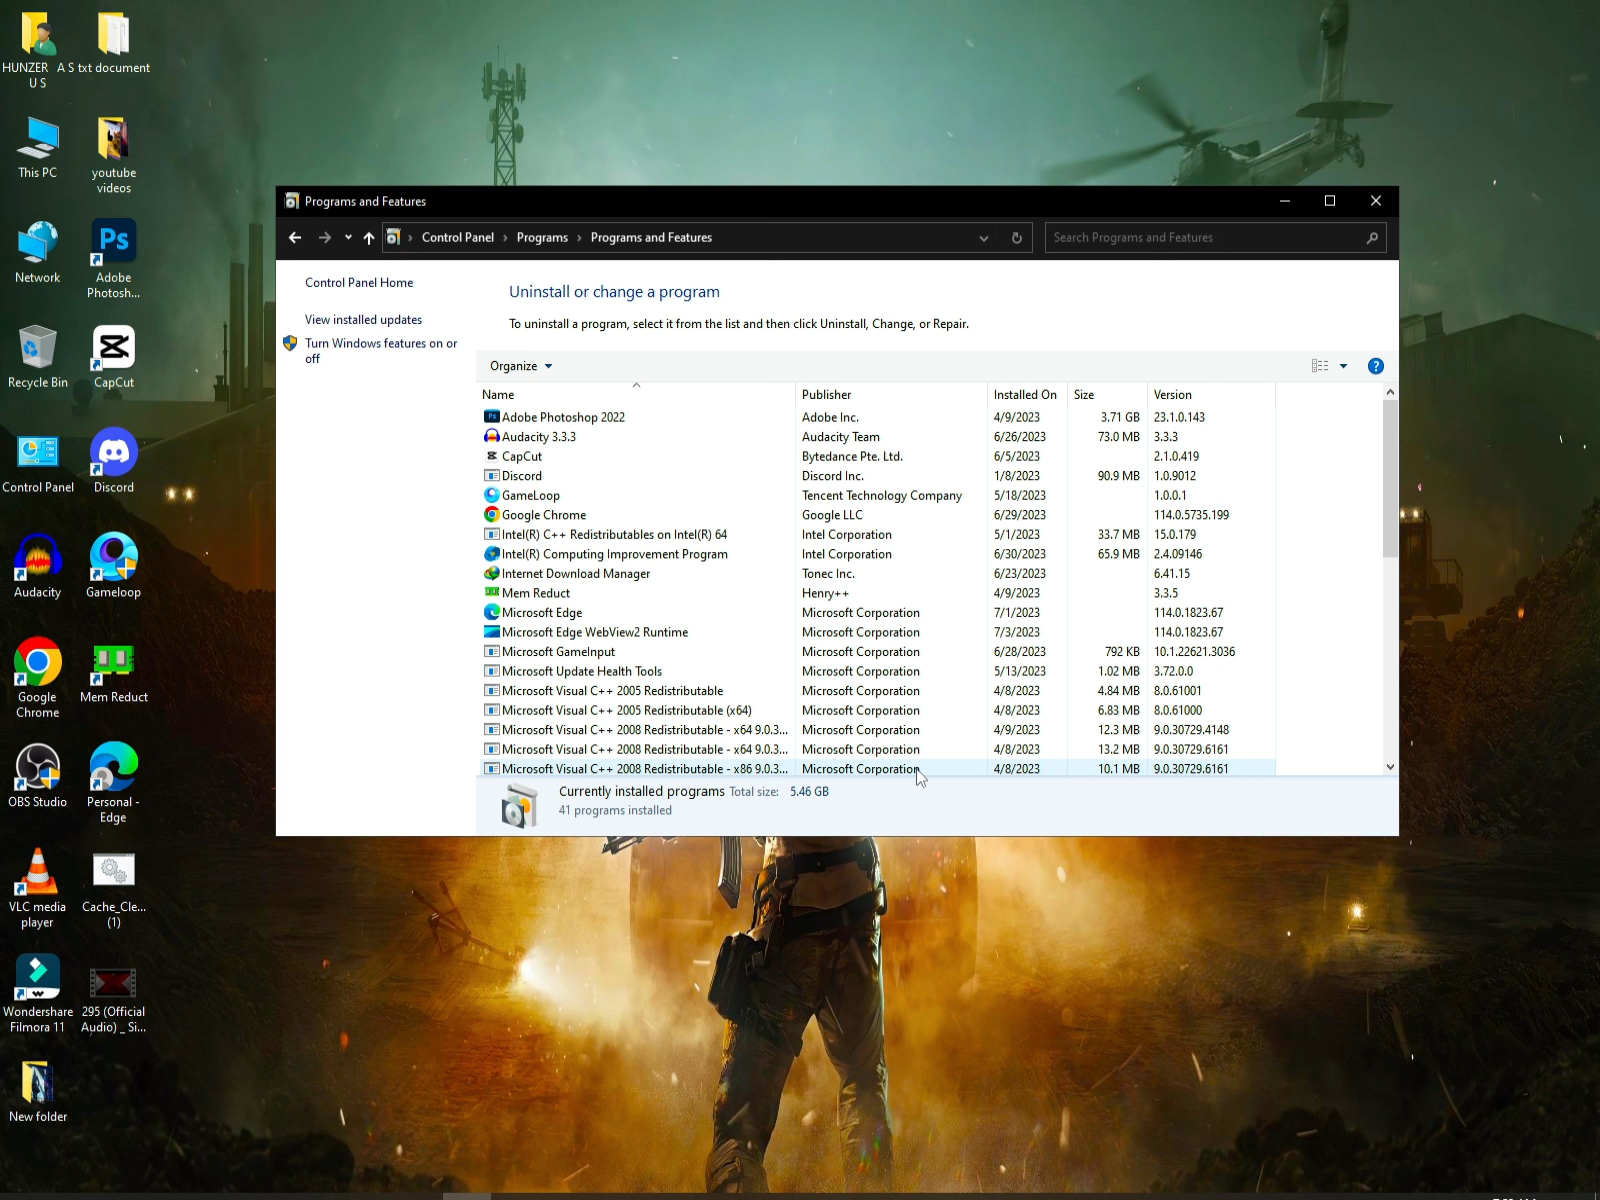 HUNZER A S
U S
txt document
This PC
youtube
videos
Network
Ps
Adobe
Photosh...
Recycle Bin
CapCut
Control Panel
Discord
Audacity
Gameloop
Google
Chrome
Mem Reduct
OBS Studio
Personal -
Edge
VLC media
player
Cache_Cle...
(1)
Wondershare
Filmora 11
295 (Official
Audio) _ Si...
New folder
Programs and Features
Control Panel > Programs > Programs and Features
Search Programs and Features
Control Panel Home
View installed updates
Turn Windows features on or
off
Uninstall or change a program
To uninstall a program, select it from the list and then click Uninstall, Change, or Repair.
Organize
Name Publisher Installed On Size Version
Adobe Photoshop 2022 Adobe Inc. 4/9/2023 3.71 GB 23.1.0.143
Audacity 3.3.3 Audacity Team 6/26/2023 73.0 MB 3.3.3
CapCut Bytedance Pte. Ltd. 6/5/2023 2.1.0.419
Discord Discord Inc. 1/8/2023 90.9 MB 1.0.9012
GameLoop Tencent Technology Company 5/18/2023 1.0.0.1
Google Chrome Google LLC 6/29/2023 114.0.5735.199
Intel(R) C++ Redistributables on Intel(R) 64 Intel Corporation 5/1/2023 33.7 MB 15.0.179
Intel(R) Computing Improvement Program Intel Corporation 6/30/2023 65.9 MB 2.4.09146
Internet Download Manager Tonec Inc. 6/23/2023 6.41.15
Mem Reduct Henry++ 4/9/2023 3.3.5
Microsoft Edge Microsoft Corporation 7/1/2023 114.0.1823.67
Microsoft Edge WebView2 Runtime Microsoft Corporation 7/3/2023 114.0.1823.67
Microsoft GameInput Microsoft Corporation 6/28/2023 792 KB 10.1.22621.3036
Microsoft Update Health Tools Microsoft Corporation 5/13/2023 1.02 MB 3.72.0.0
Microsoft Visual C++ 2005 Redistributable Microsoft Corporation 4/8/2023 4.84 MB 8.0.61001
Microsoft Visual C++ 2005 Redistributable (x64) Microsoft Corporation 4/8/2023 6.83 MB 8.0.61000
Microsoft Visual C++ 2008 Redistributable - x64 9.0.3... Microsoft Corporation 4/9/2023 12.3 MB 9.0.30729.4148
Microsoft Visual C++ 2008 Redistributable - x64 9.0.3... Microsoft Corporation 4/8/2023 13.2 MB 9.0.30729.6161
Microsoft Visual C++ 2008 Redistributable - x86 9.0.3... Microsoft Corporation 4/8/2023 10.1 MB 9.0.30729.6161
Currently installed programs Total size: 5.46 GB
41 programs installed